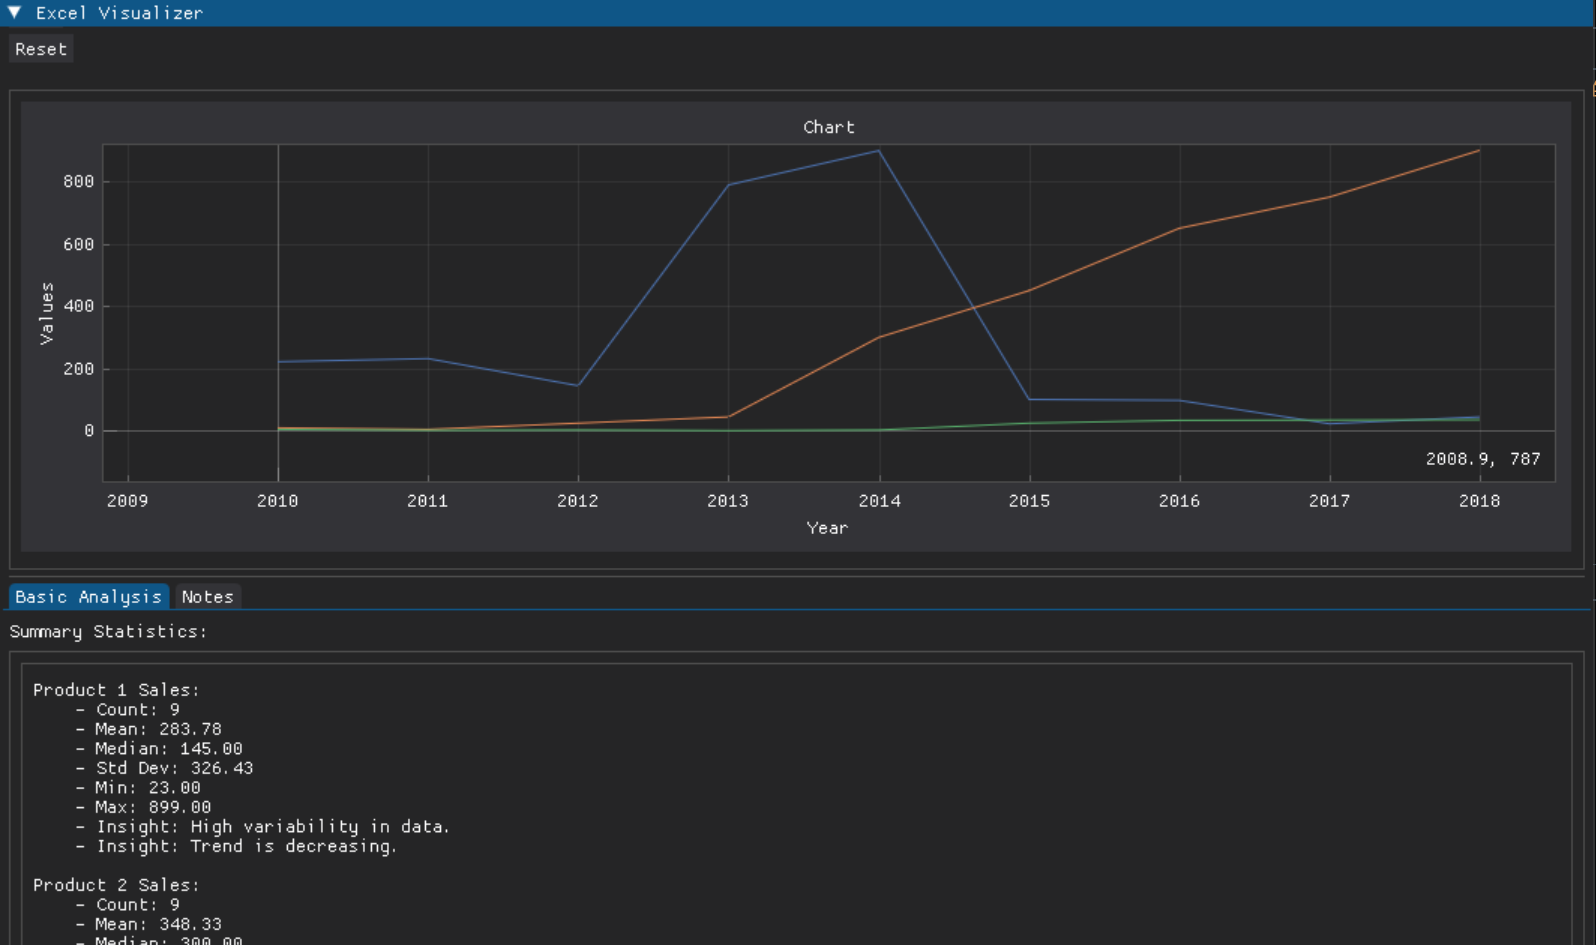 Excel Visualizer
Reset
Chart
800
600
400
200
0
Values
2008.9, 787
2009 2010 2011 2012 2013 2014 2015 2016 2017 2018
Year
Basic Analysis Notes
Summary Statistics:
Product 1 Sales:
- Count: 9
- Mean: 283.78
- Median: 145.00
- Std Dev: 326.43
- Min: 23.00
- Max: 899.00
- Insight: High variability in data.
- Insight: Trend is decreasing.
Product 2 Sales:
- Count: 9
- Mean: 348.33
- Median: 300.00